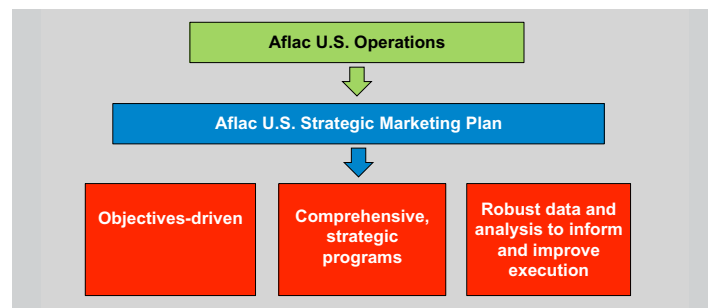 Aflac U.S. Operations
Aflac U.S. Strategic Marketing Plan
Objectives-driven
Comprehensive,
strategic
programs
Robust data and
analysis to inform
and improve
execution